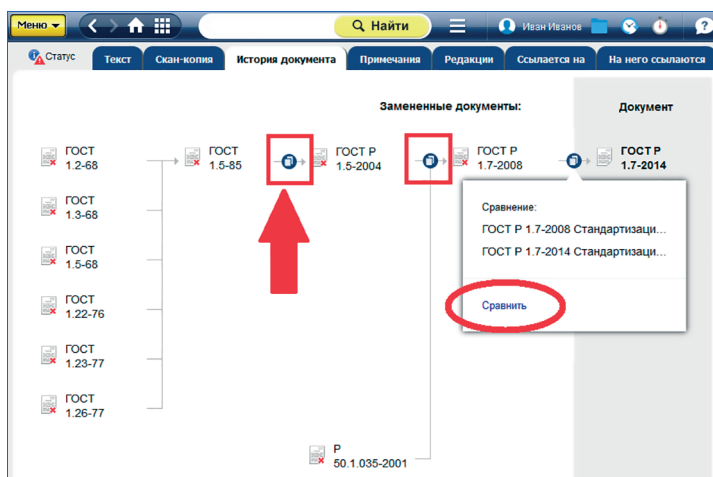 Меню
Найти
Иван Иванов
?
Статус
Текст
Скан-копия
История документа
Примечания
Редакции
Ссылается на
На него ссылаются
Замененные документы:
Документ
ГОСТ
1.2-68
ГОСТ
1.5-85
ГОСТ Р
1.5-2004
ГОСТ Р
1.7-2008
ГОСТ Р
1.7-2014
ГОСТ
1.3-68
ГОСТ
1.5-68
ГОСТ
1.22-76
ГОСТ
1.23-77
ГОСТ
1.26-77
Сравнение:
ГОСТ Р 1.7-2008 Стандартизаци...
ГОСТ Р 1.7-2014 Стандартизаци...
Сравнить
Р
50.1.035-2001